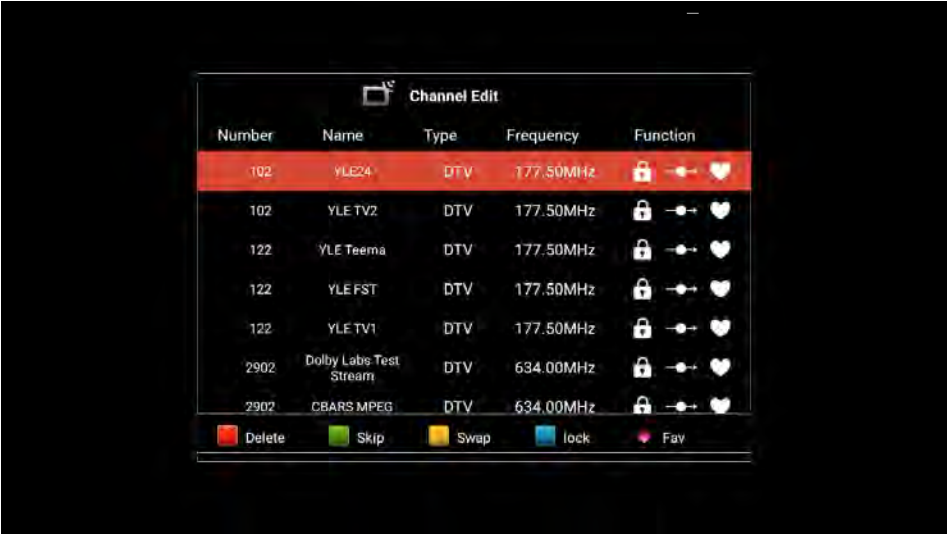 Channel Edit
Number Name Type Frequency Function
102 YLE24 DTV 177.50MHz
102 YLE TV2 DTV 177.50MHz
122 YLE Teema DTV 177.50MHz
122 YLE FST DTV 177.50MHz
122 YLE TV1 DTV 177.50MHz
2902 Dolby Labs Test DTV 634.00MHz
Stream
2902 CBARS MPEG DTV 634.00MHz
Delete Skip Swap lock Fav